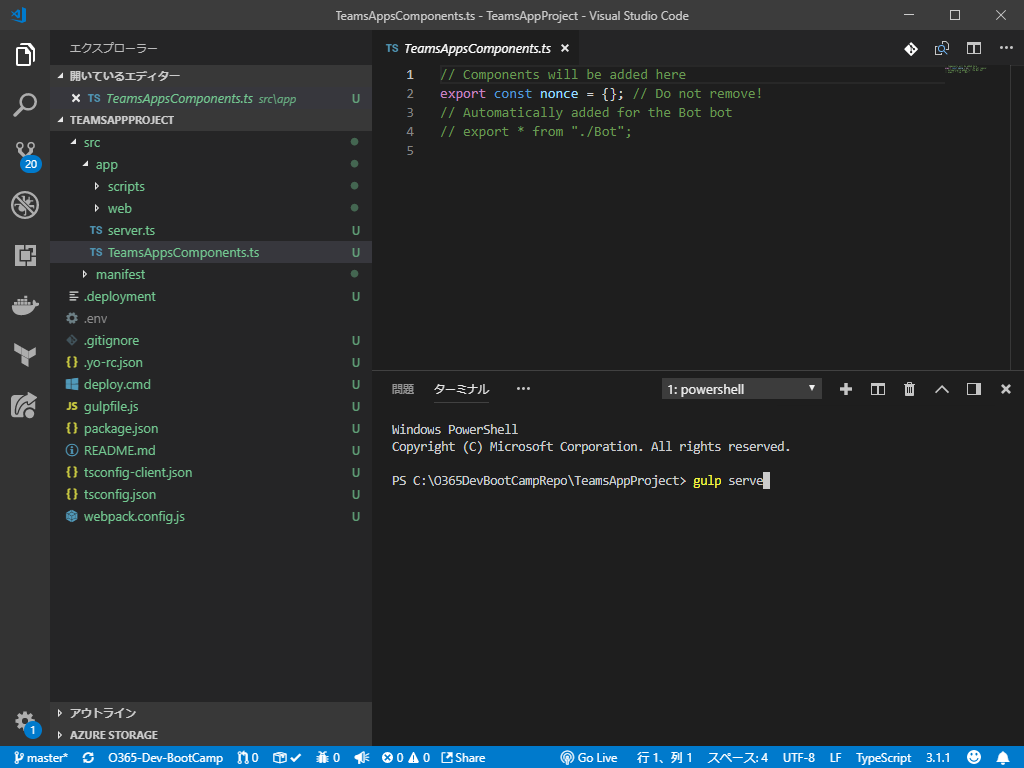 TeamsAppsComponents.ts - TeamsAppProject - Visual Studio Code
エクスプローラー
開いているエディター
TS TeamsAppsComponents.ts src\app U
TEAMSAPPPROJECT
src
app
scripts
web
TS server.ts U
TS TeamsAppsComponents.ts U
manifest
.deployment U
.env
.gitignore U
{} .yo-rc.json U
deploy.cmd U
JS gulpfile.js U
{} package.json U
README.md U
{} tsconfig-client.json U
{} tsconfig.json U
webpack.config.js U
アウトライン
AZURE STORAGE
20
1
TS TeamsAppsComponents.ts
1 // Components will be added here
2 export const nonce = {}; // Do not remove!
3 // Automatically added for the Bot bot
4 // export * from "./Bot";
5
問題 ターミナル ··· 1: powershell
Windows PowerShell
Copyright (C) Microsoft Corporation. All rights reserved.
PS C:\O365DevBootCampRepo\TeamsAppProject> gulp serve
master* O365-Dev-BootCamp 0 0 0 0 Share Go Live 行 1、列 1 スペース: 4 UTF-8 LF TypeScript 3.1.1